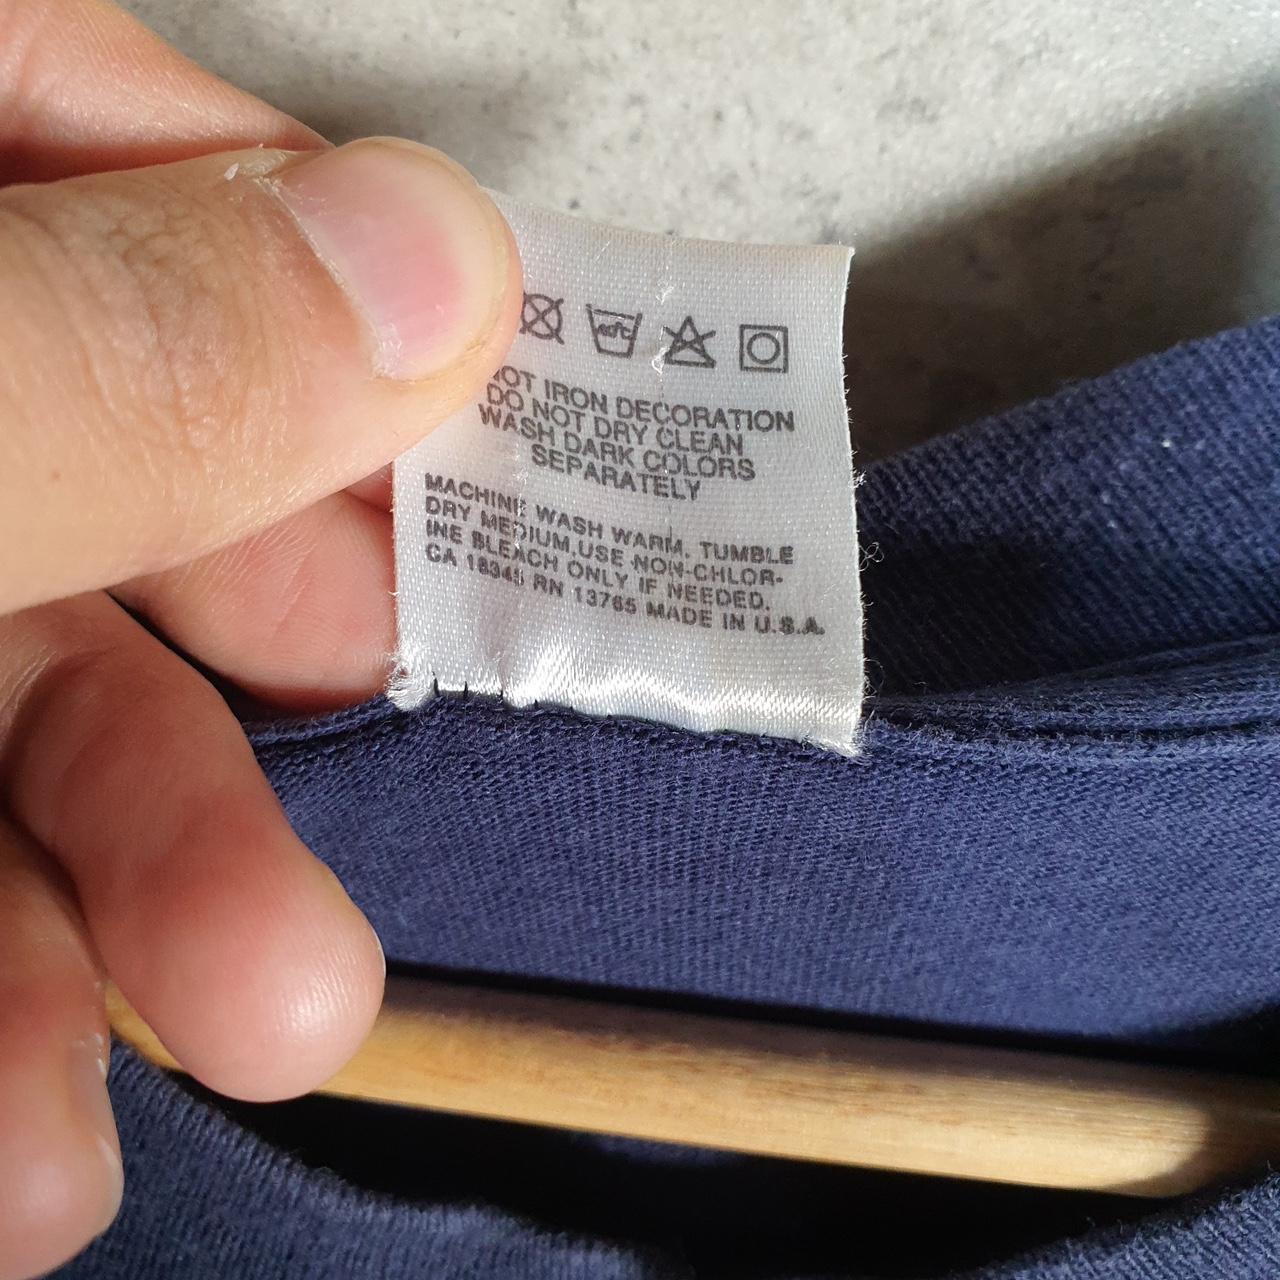 40°C
NOT IRON DECORATION
DO NOT DRY CLEAN
WASH DARK COLORS
SEPARATELY
MACHINE WASH WARM. TUMBLE
DRY MEDIUM,USE NON-CHLOR-
INE BLEACH ONLY IF NEEDED.
CA 18345 RN 13765 MADE IN U.S.A.